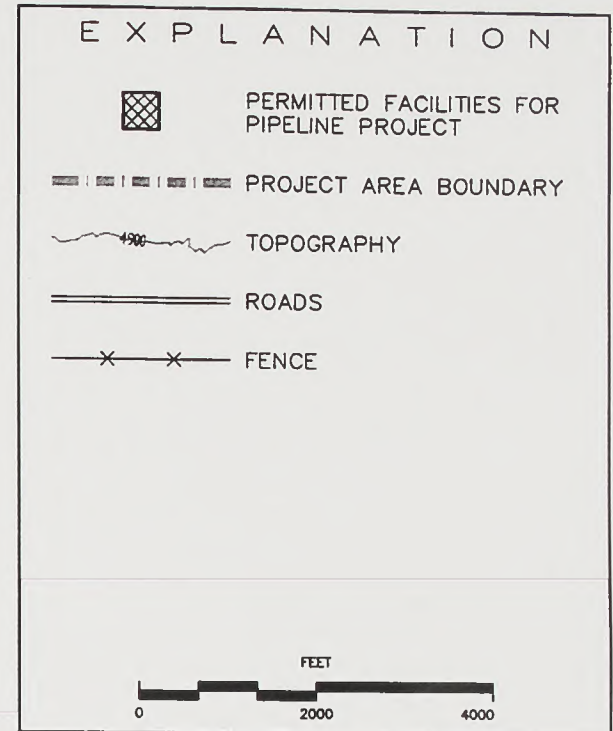 EXPLANATION
PERMITTED FACILITIES FOR
PIPELINE PROJECT
PROJECT AREA BOUNDARY
4900 TOPOGRAPHY
ROADS
FENCE
FEET
0 2000 4000